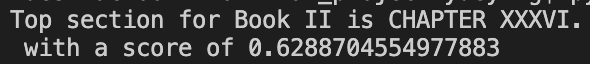 Top section for Book II is CHAPTER XXXVI.
with a score of 0.6288704554977883